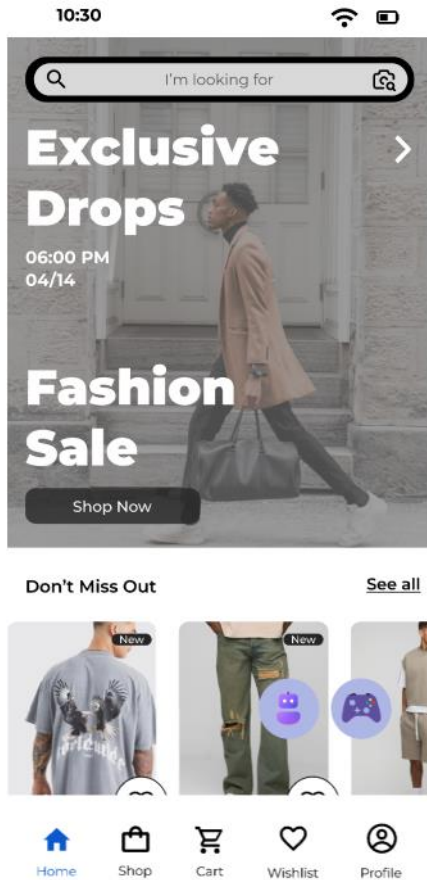 10:30
I'm looking for
Exclusive
Drops
06:00 PM
04/14
Fashion
Sale
Shop Now
Don't Miss Out
See all
New
New
worldwide
Home
Shop
Cart
Wishlist
Profile